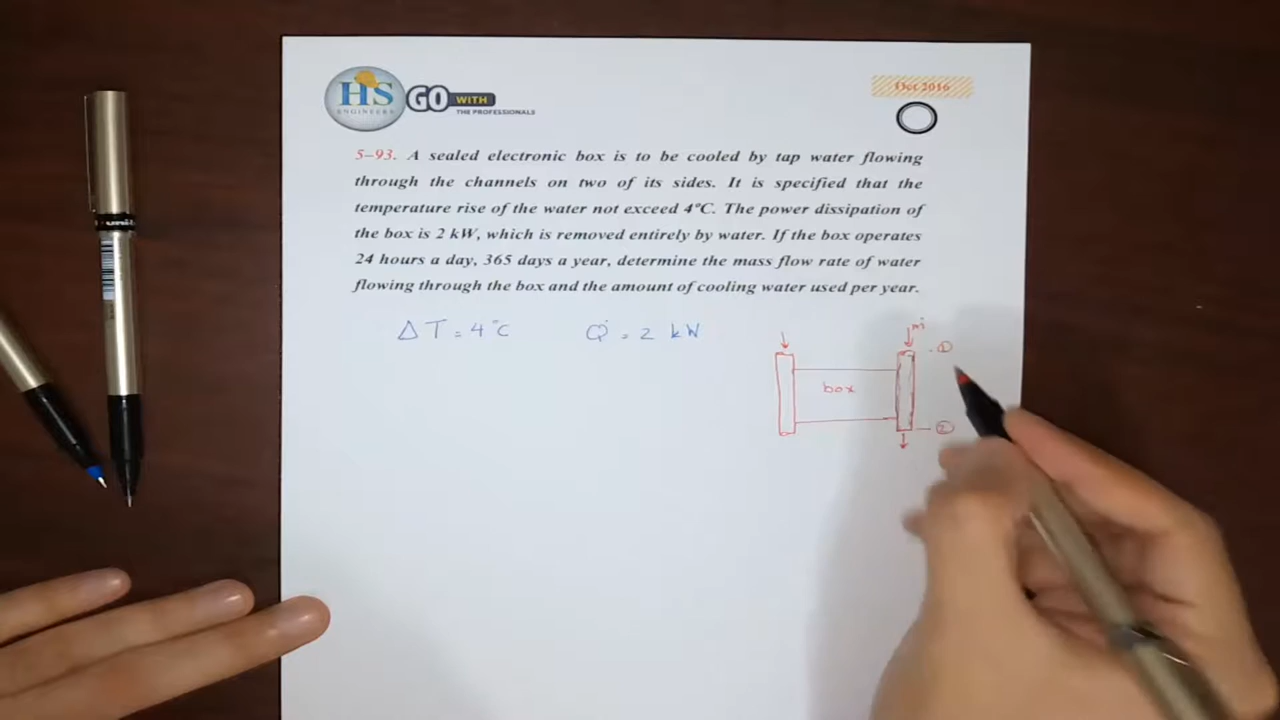 HS
ENGINEERS
GO WITH
THE PROFESSIONALS
Oct 2016
5–93. A sealed electronic box is to be cooled by tap water flowing
through the channels on two of its sides. It is specified that the
temperature rise of the water not exceed 4°C. The power dissipation of
the box is 2 kW, which is removed entirely by water. If the box operates
24 hours a day, 365 days a year, determine the mass flow rate of water
flowing through the box and the amount of cooling water used per year.
Δ T = 4°C Q̇ = 2 kW
ṁ
①
box
②